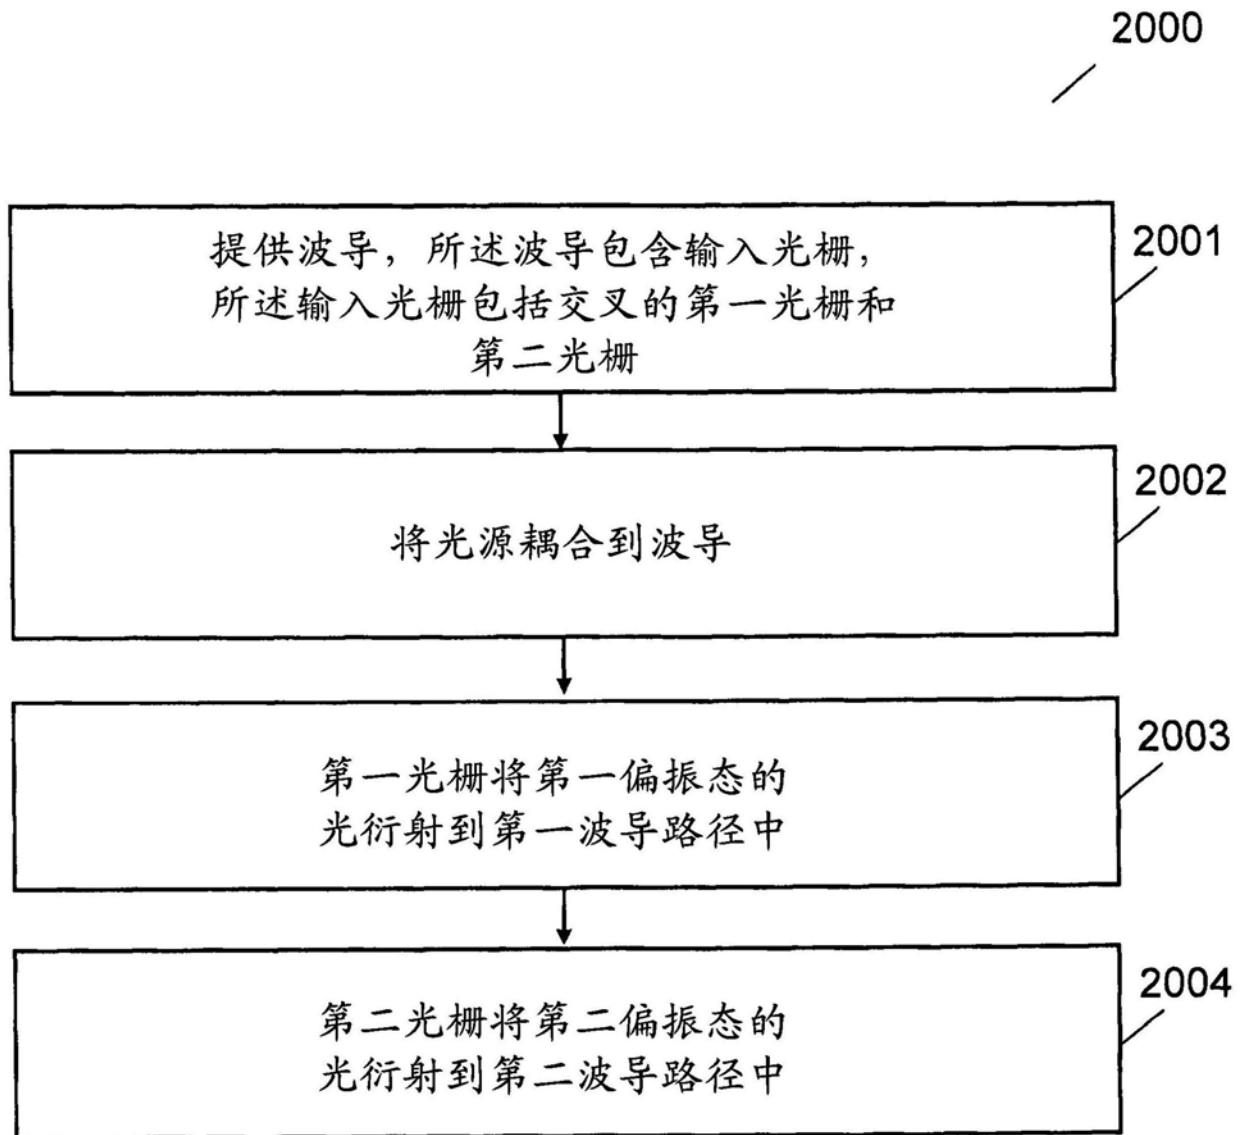 2000
提供波导，所述波导包含输入光栅，
所述输入光栅包括交叉的第一光栅和
第二光栅
2001
将光源耦合到波导
2002
第一光栅将第一偏振态的
光衍射到第一波导路径中
2003
第二光栅将第二偏振态的
光衍射到第二波导路径中
2004